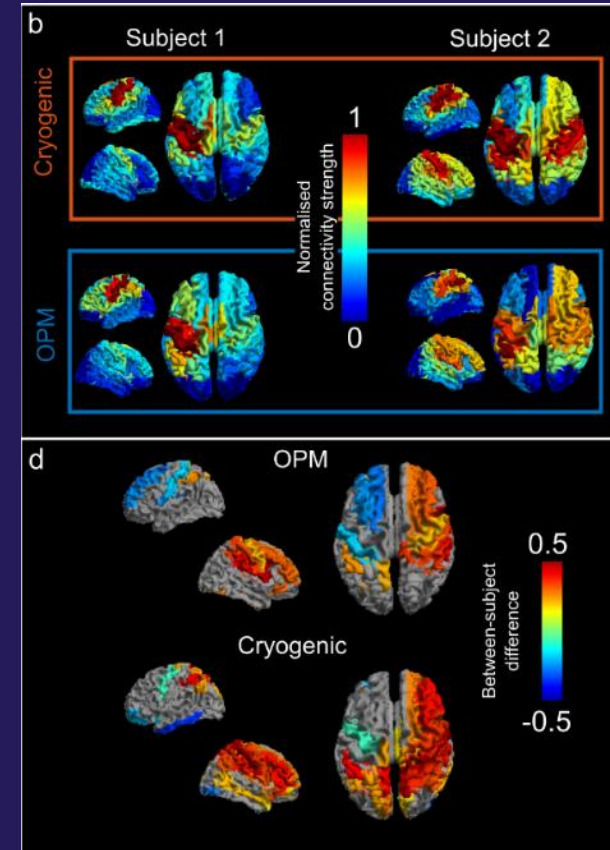 b
Subject 1
Subject 2
Cryogenic
1
Normalised
connectivity strength
0
OPM
d
OPM
0.5
Between-subject
difference
Cryogenic
-0.5